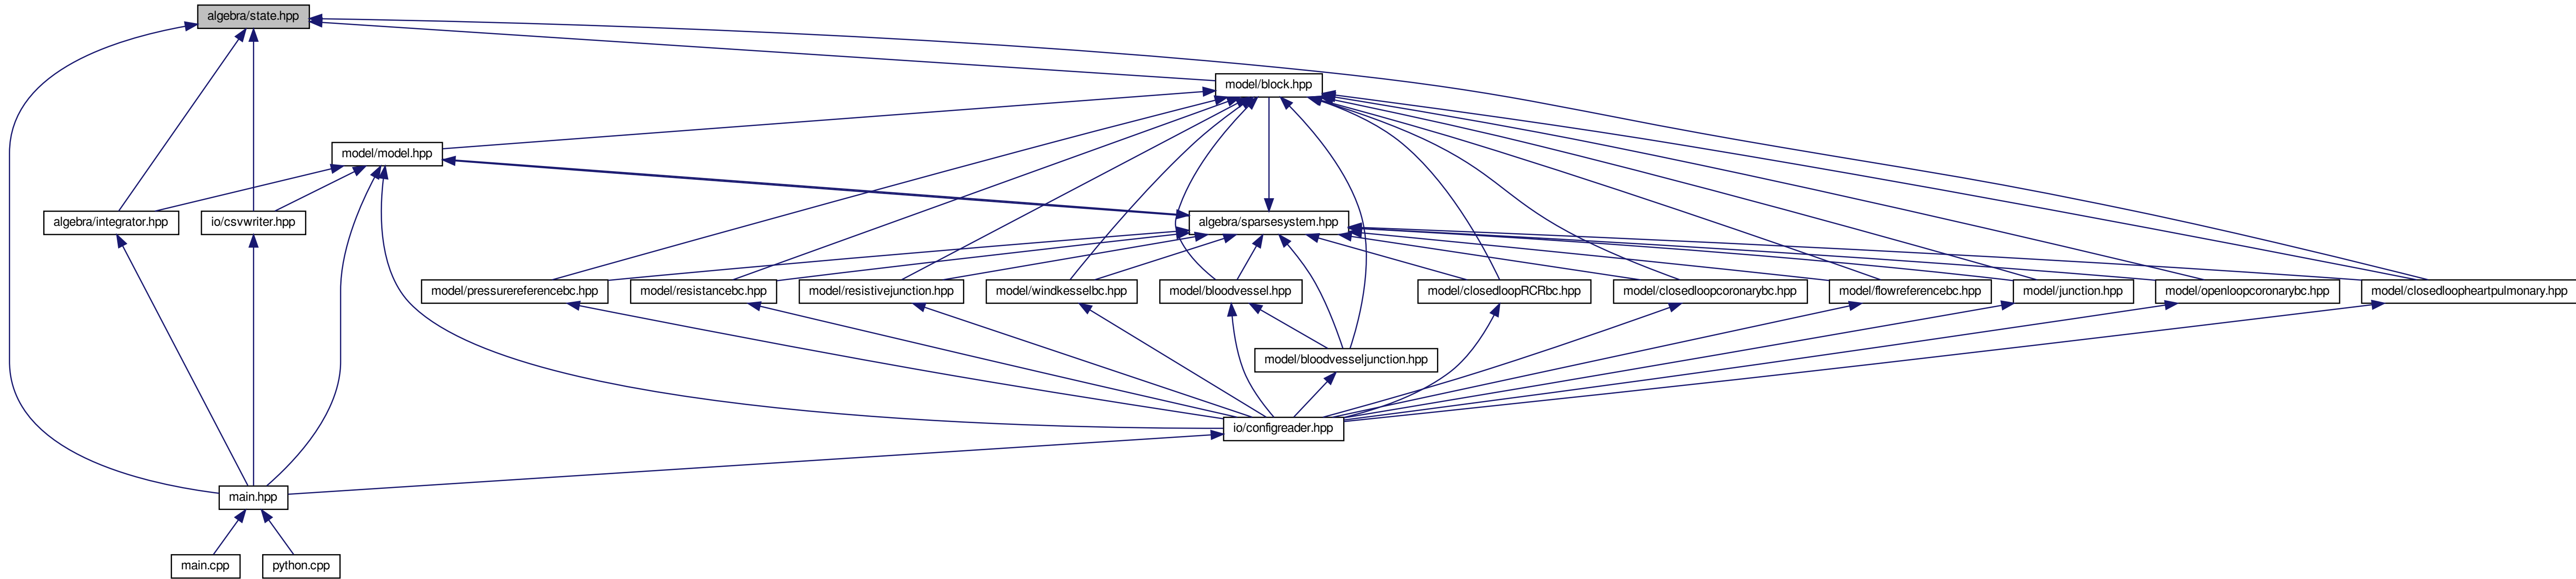 algebra/state.hpp
model/block.hpp
model/model.hpp
algebra/integrator.hpp
io/csvwriter.hpp
algebra/sparsesystem.hpp
model/pressurereferencebc.hpp
model/resistancebc.hpp
model/resistivejunction.hpp
model/windkesselbc.hpp
model/bloodvessel.hpp
model/closedloopRCRbc.hpp
model/closedloopcoronarybc.hpp
model/flowreferencebc.hpp
model/junction.hpp
model/openloopcoronarybc.hpp
model/closedloopheartpulmonary.hpp
model/bloodvesseljunction.hpp
io/configreader.hpp
main.hpp
main.cpp
python.cpp